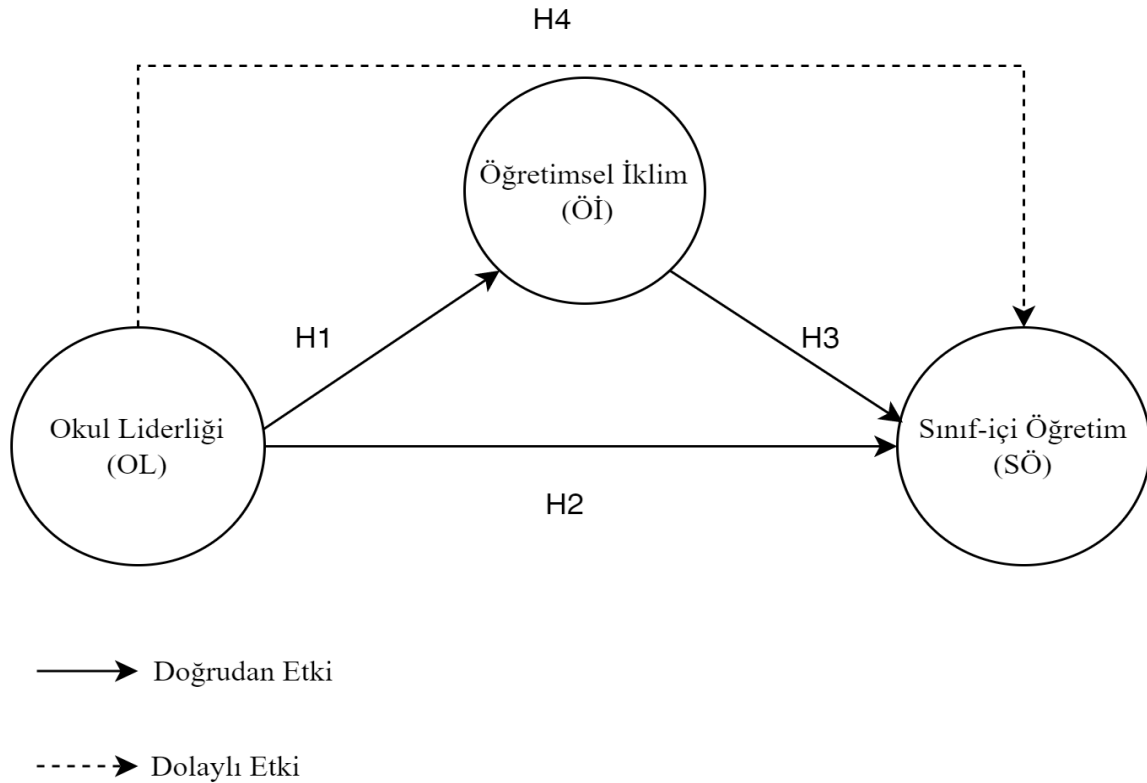 H4
Öğretimsel İklim
(Öİ)
H1
H3
Okul Liderliği
(OL)
Sınıf-içi Öğretim
(SÖ)
H2
Doğrudan Etki
Dolaylı Etki